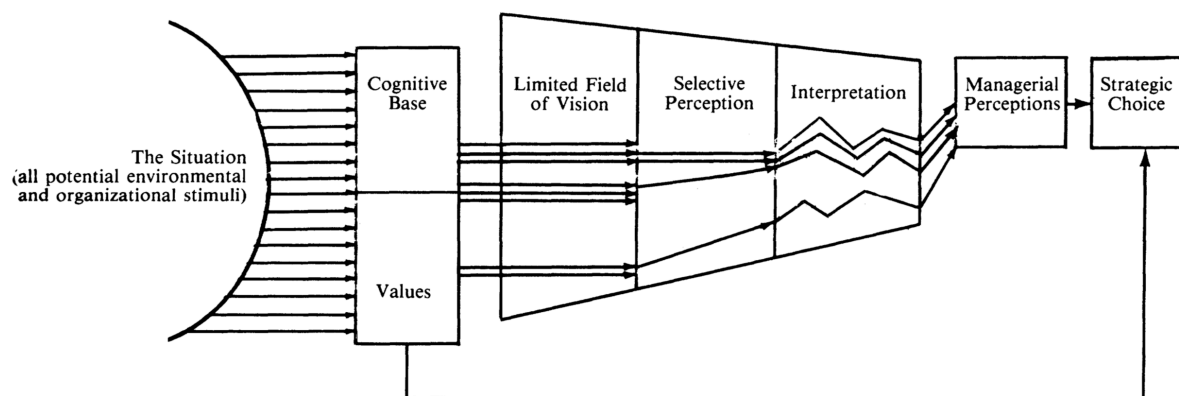 The Situation
(all potential environmental
and organizational stimuli)
Cognitive
Base
Values
Limited Field
of Vision
Selective
Perception
Interpretation
Managerial
Perceptions
Strategic
Choice